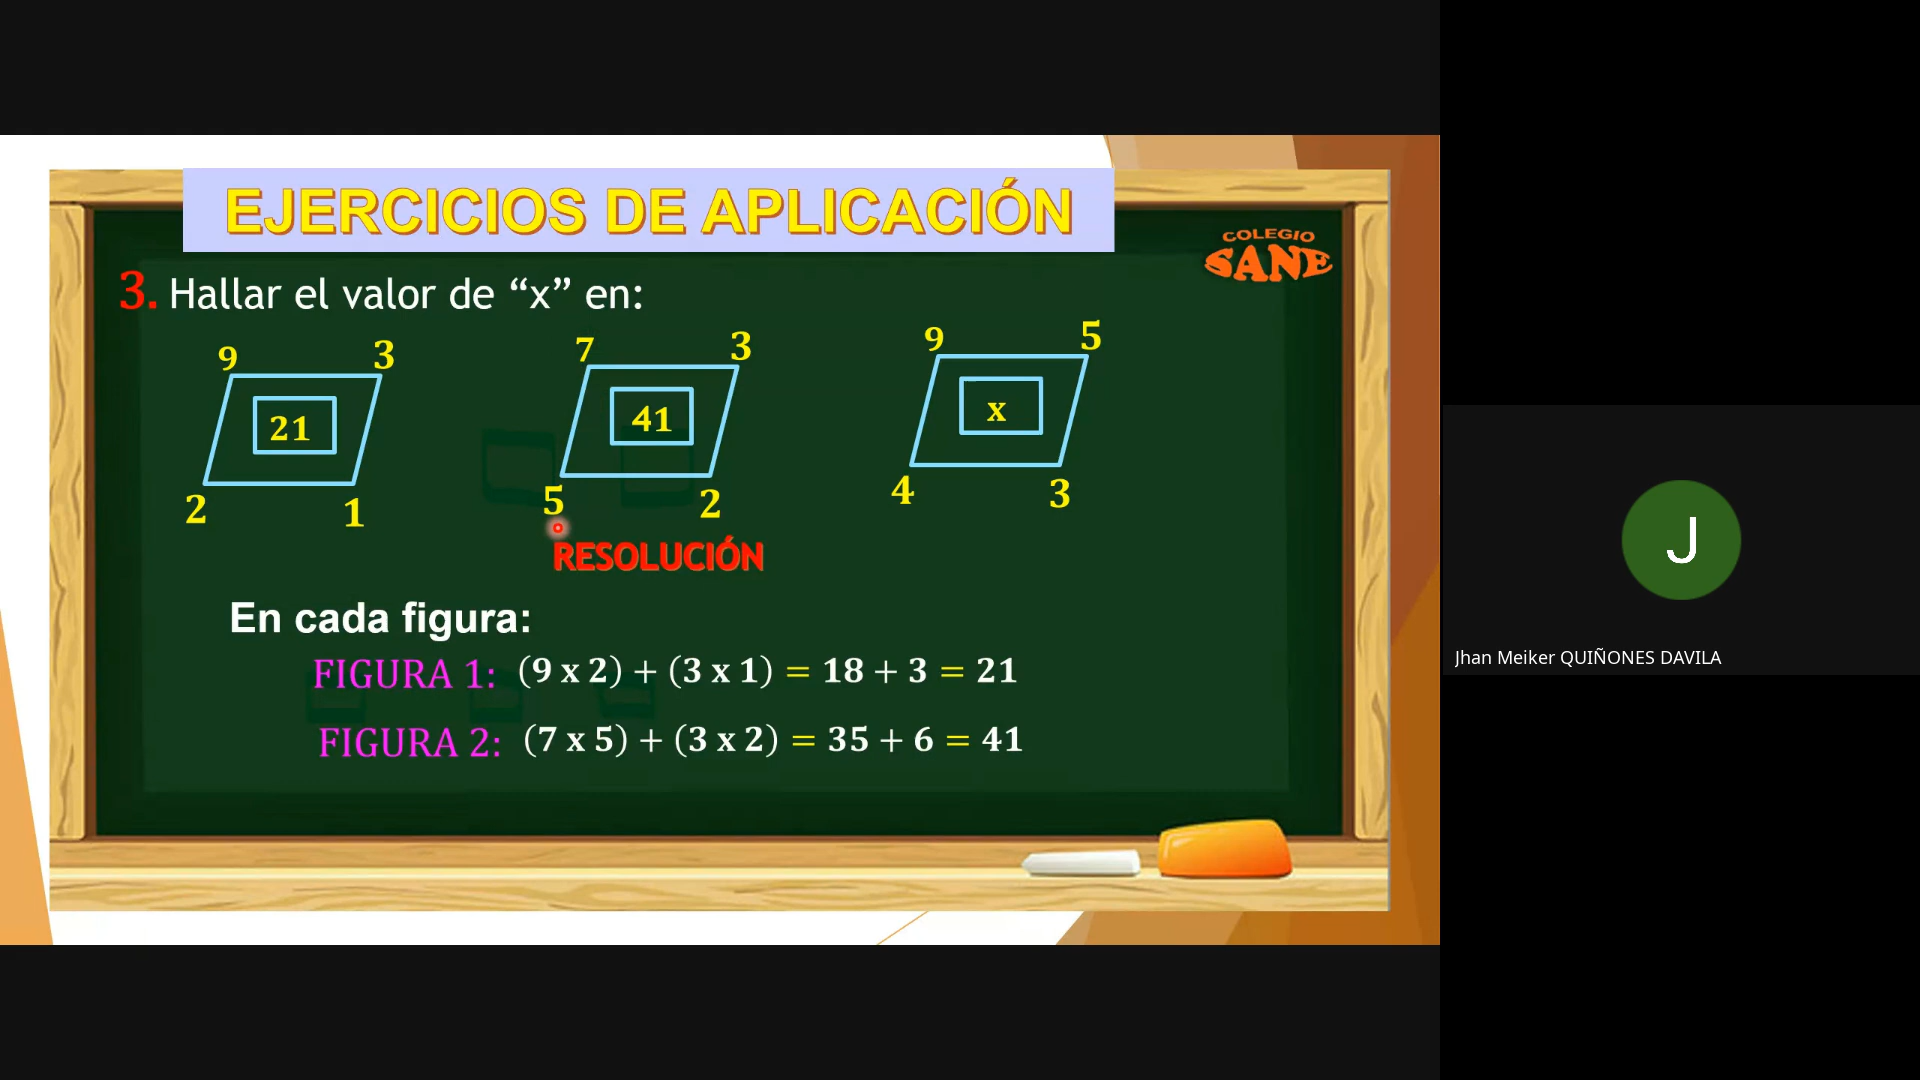 EJERCICIOS DE APLICACIÓN
COLEGIO
SANE
3. Hallar el valor de “x” en:
9 3 7 3 9 5
21 41 x
2 1 5 2 4 3
RESOLUCIÓN
En cada figura:
FIGURA 1: (9 x 2) + (3 x 1) = 18 + 3 = 21
FIGURA 2: (7 x 5) + (3 x 2) = 35 + 6 = 41
J
Jhan Meiker QUIÑONES DAVILA